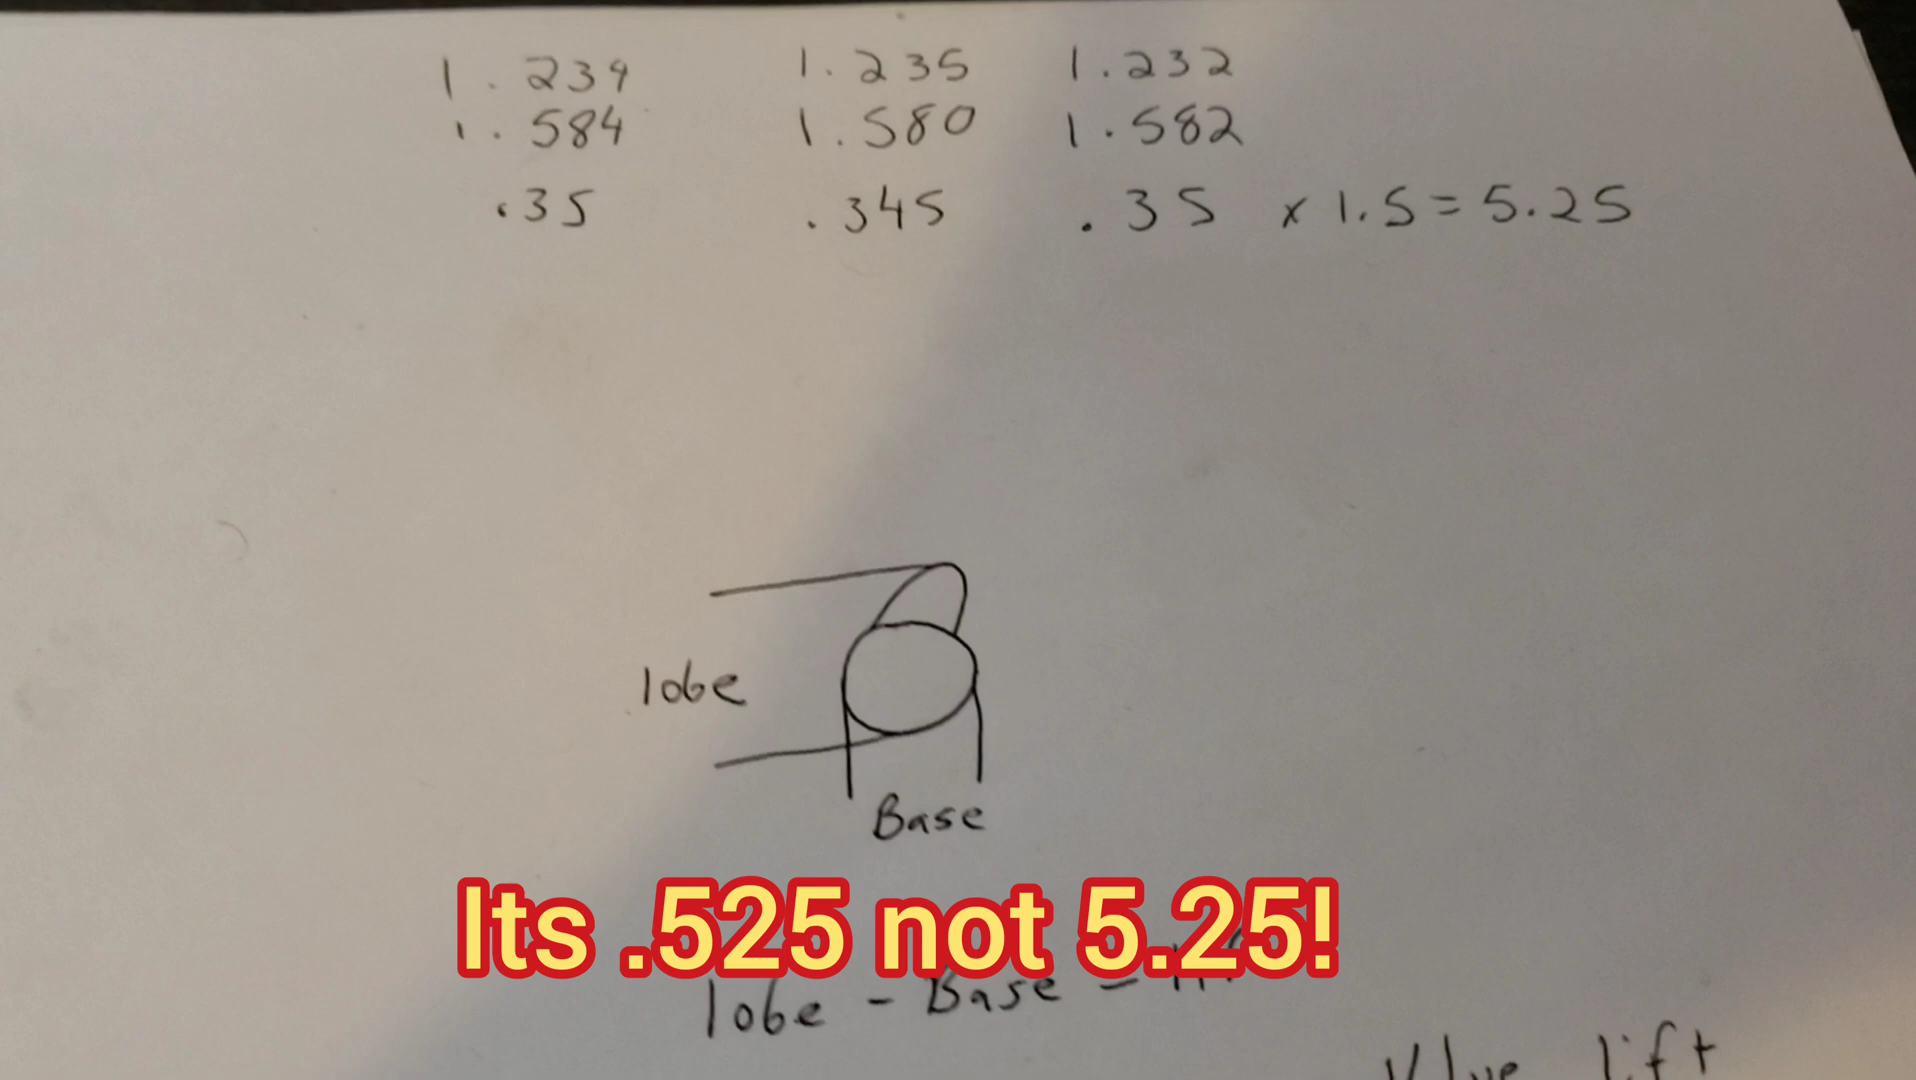 1.234 1.235 1.232
1.584 1.580 1.582
.35 .345 .35 x 1.5 = 5.25
lobe
Base
Its .525 not 5.25!
lobe - Base =
lift